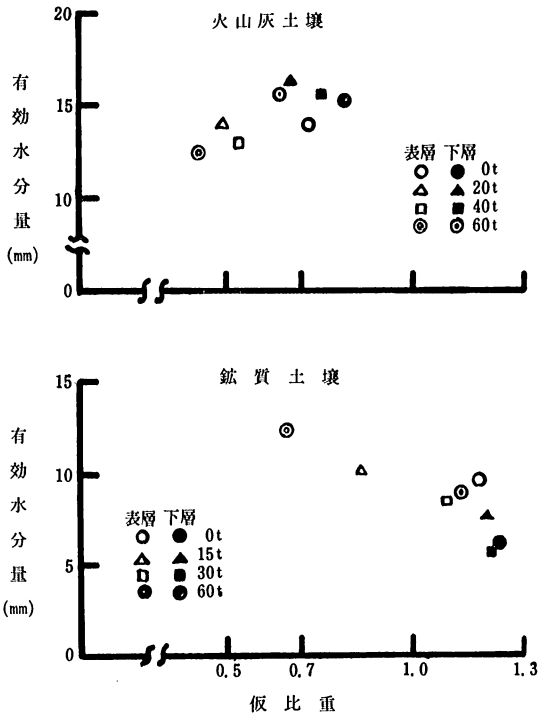 火山灰土壌
20
15
10
0
有効水分量
(mm)
表層 下層
0t
20t
40t
60t
鉱質土壌
15
10
5
0
有効水分量
(mm)
表層 下層
0t
15t
30t
60t
0.5 0.7 1.0 1.3
仮比重